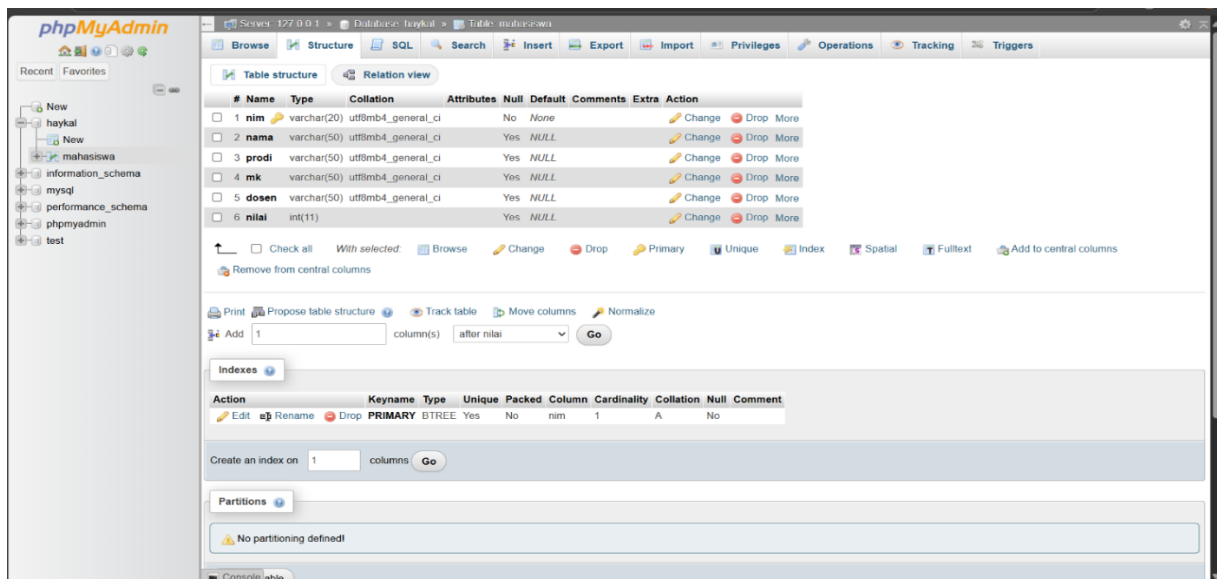 phpMyAdmin
Recent Favorites
New
haykal
New
mahasiswa
information_schema
mysql
performance_schema
phpmyadmin
test
Server: 127.0.0.1 » Database: haykal » Table: mahasiswa
Browse Structure SQL Search Insert Export Import Privileges Operations Tracking Triggers
Table structure Relation view
# Name Type Collation Attributes Null Default Comments Extra Action
1 nim varchar(20) utf8mb4_general_ci No None Change Drop More
2 nama varchar(50) utf8mb4_general_ci Yes NULL Change Drop More
3 prodi varchar(50) utf8mb4_general_ci Yes NULL Change Drop More
4 mk varchar(50) utf8mb4_general_ci Yes NULL Change Drop More
5 dosen varchar(50) utf8mb4_general_ci Yes NULL Change Drop More
6 nilai int(11) Yes NULL Change Drop More
Check all With selected: Browse Change Drop Primary Unique Index Spatial Fulltext Add to central columns
Remove from central columns
Print Propose table structure Track table Move columns Normalize
Add 1 column(s) after nilai Go
Indexes
Action Keyname Type Unique Packed Column Cardinality Collation Null Comment
Edit Rename Drop PRIMARY BTREE Yes No nim 1 A No
Create an index on 1 columns Go
Partitions
No partitioning defined!
Console able